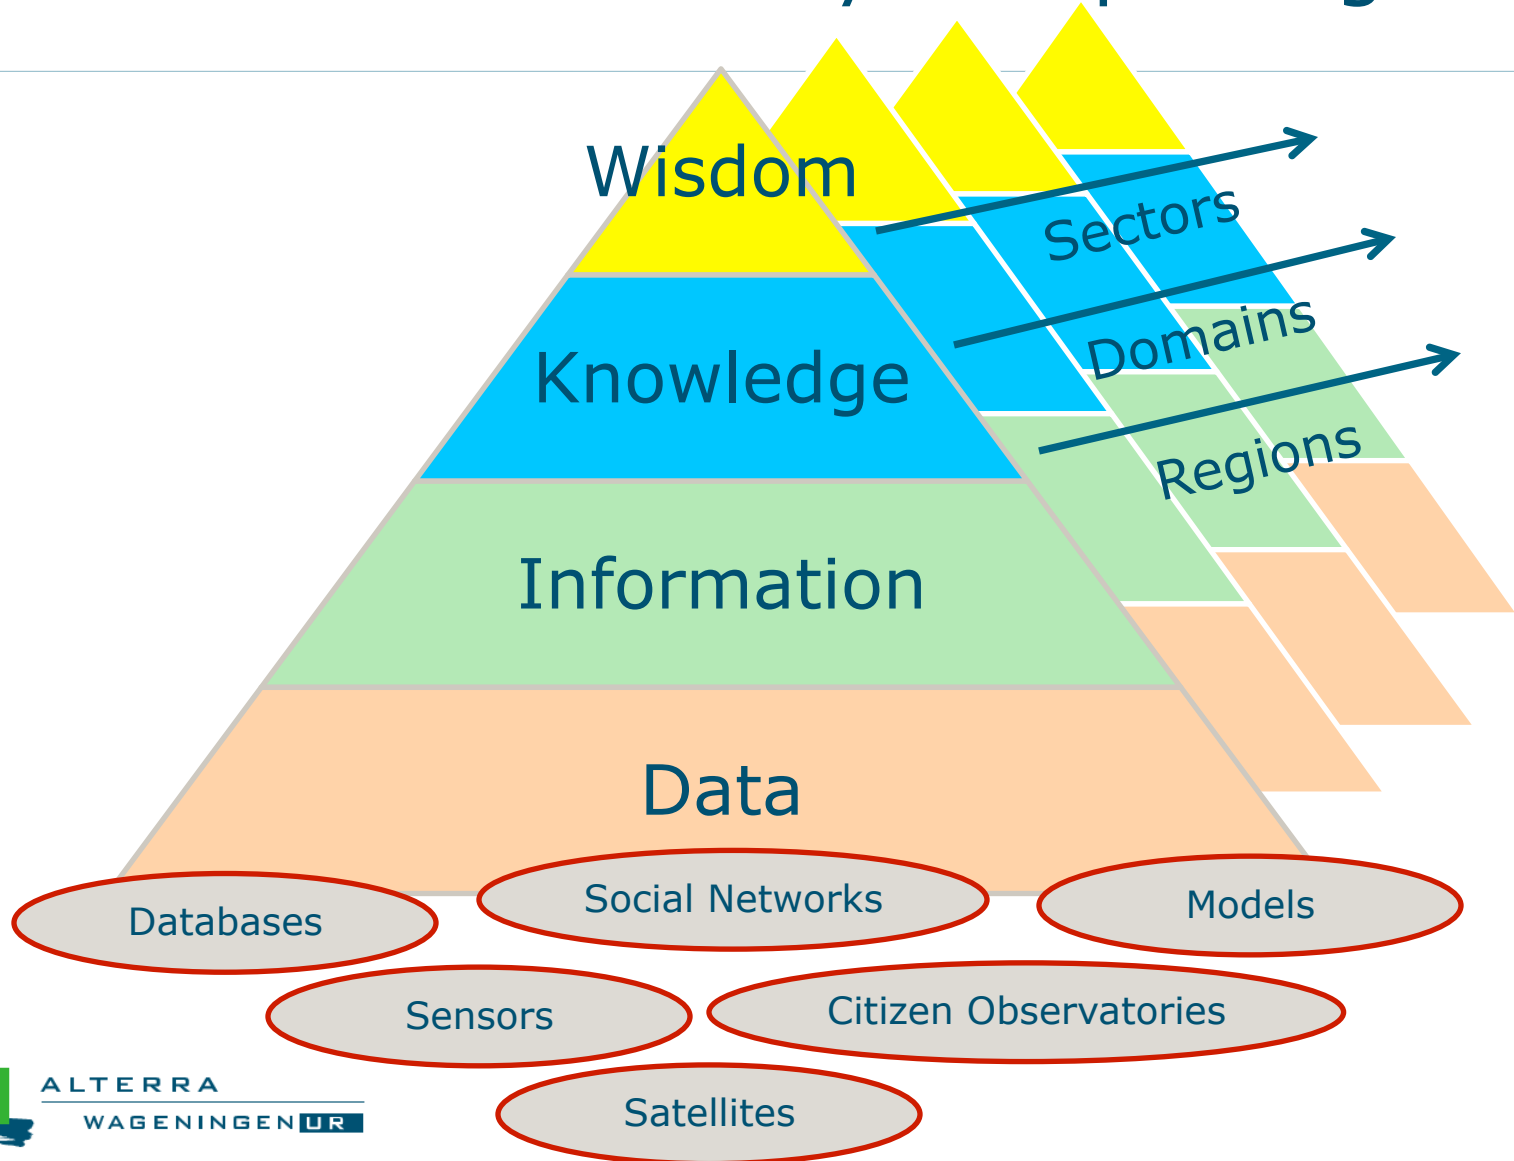 Wisdom
Sectors
Knowledge
Domains
Regions
Information
Data
Databases
Social Networks
Models
Sensors
Citizen Observatories
Satellites
ALTERRA
WAGENINGEN UR